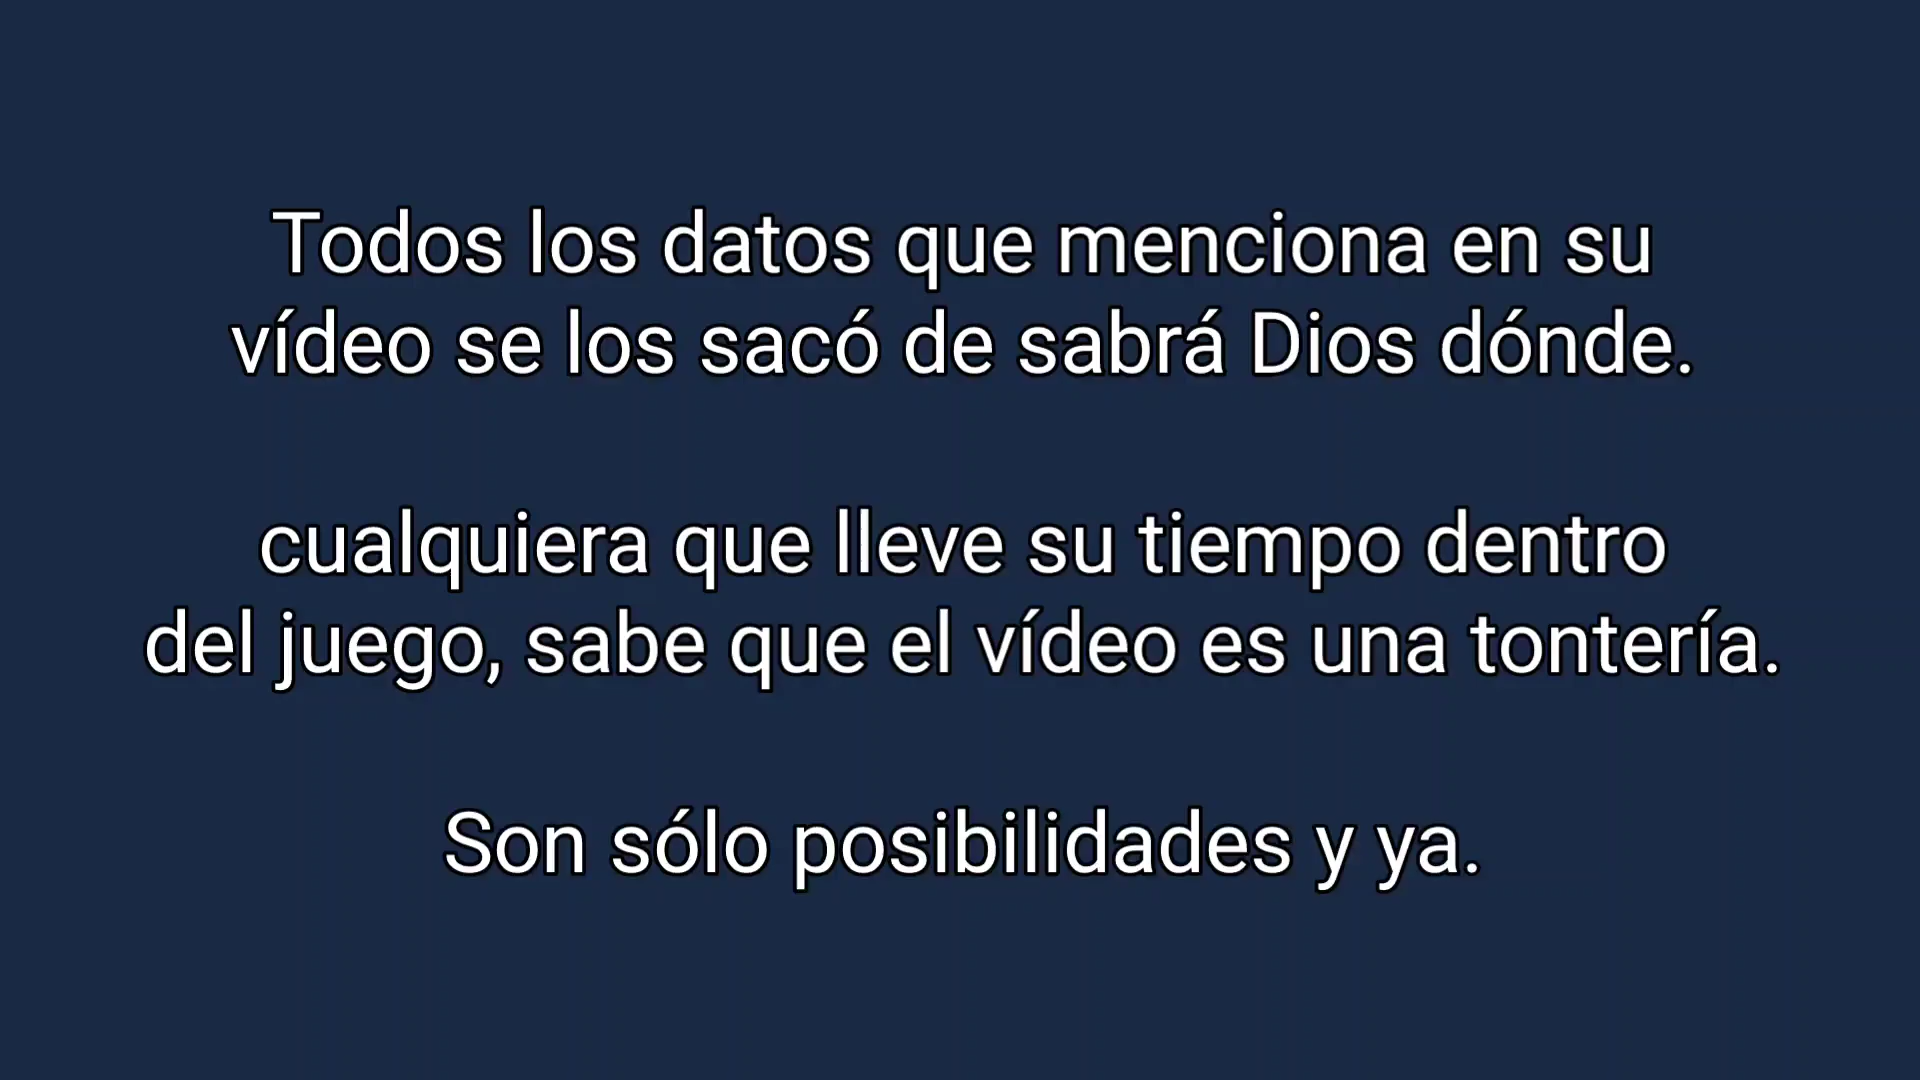 Todos los datos que menciona en su
vídeo se los sacó de sabrá Dios dónde.
cualquiera que lleve su tiempo dentro
del juego, sabe que el vídeo es una tontería.
Son sólo posibilidades y ya.